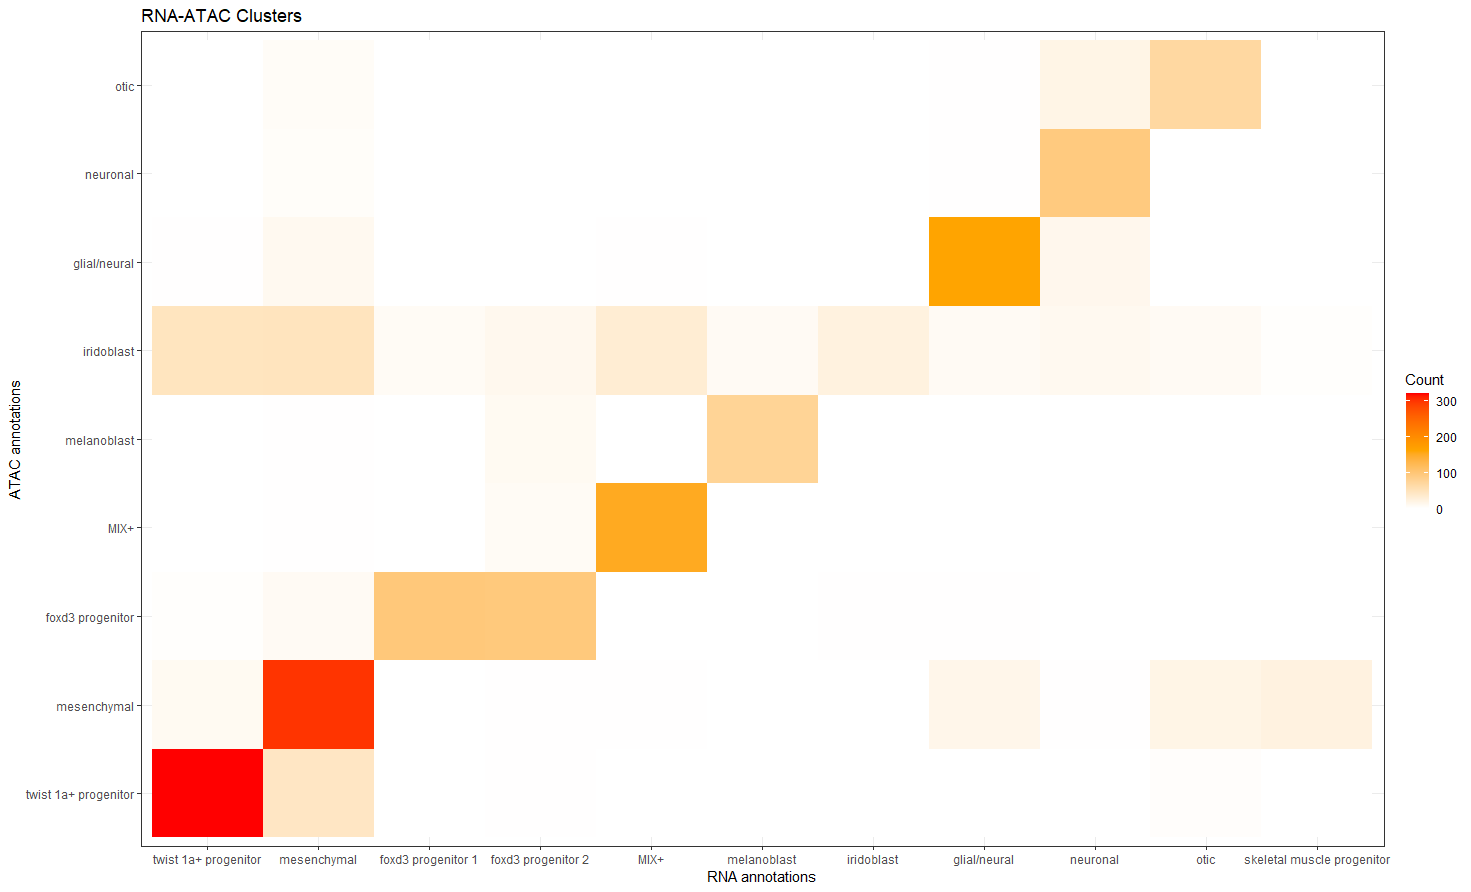 RNA-ATAC Clusters
otic
neuronal
glial/neural
iridoblast
melanoblast
MIX+
foxd3 progenitor
mesenchymal
twist 1a+ progenitor
ATAC annotations
twist 1a+ progenitor
mesenchymal
foxd3 progenitor 1
foxd3 progenitor 2
MIX+
melanoblast
iridoblast
glial/neural
neuronal
otic
skeletal muscle progenitor
RNA annotations
Count
300
200
100
0